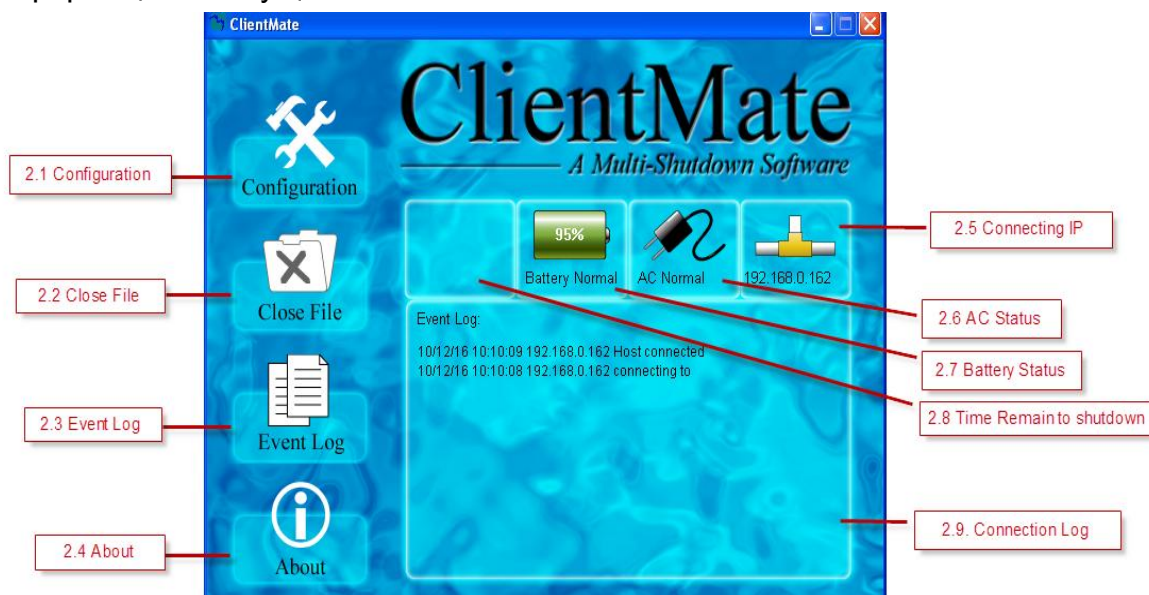 ClientMate
ClientMate
A Multi-Shutdown Software
2.1 Configuration
Configuration
95%
Battery Normal
AC Normal
192.168.0.162
2.5 Connecting IP
2.2 Close File
Close File
Event Log:
10/12/16 10:10:09 192.168.0.162 Host connected
10/12/16 10:10:08 192.168.0.162 connecting to
2.6 AC Status
2.7 Battery Status
2.8 Time Remain to shutdown
2.3 Event Log
Event Log
2.4 About
About
2.9. Connection Log